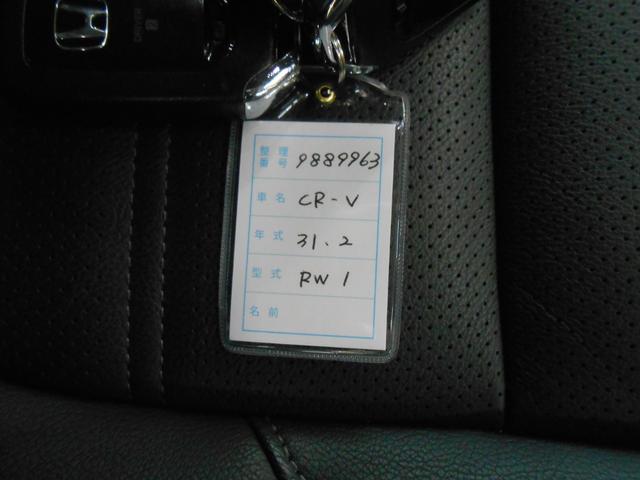 整理番号 9889963
車名 CR-V
年式 31.2
型式 RW1
名前